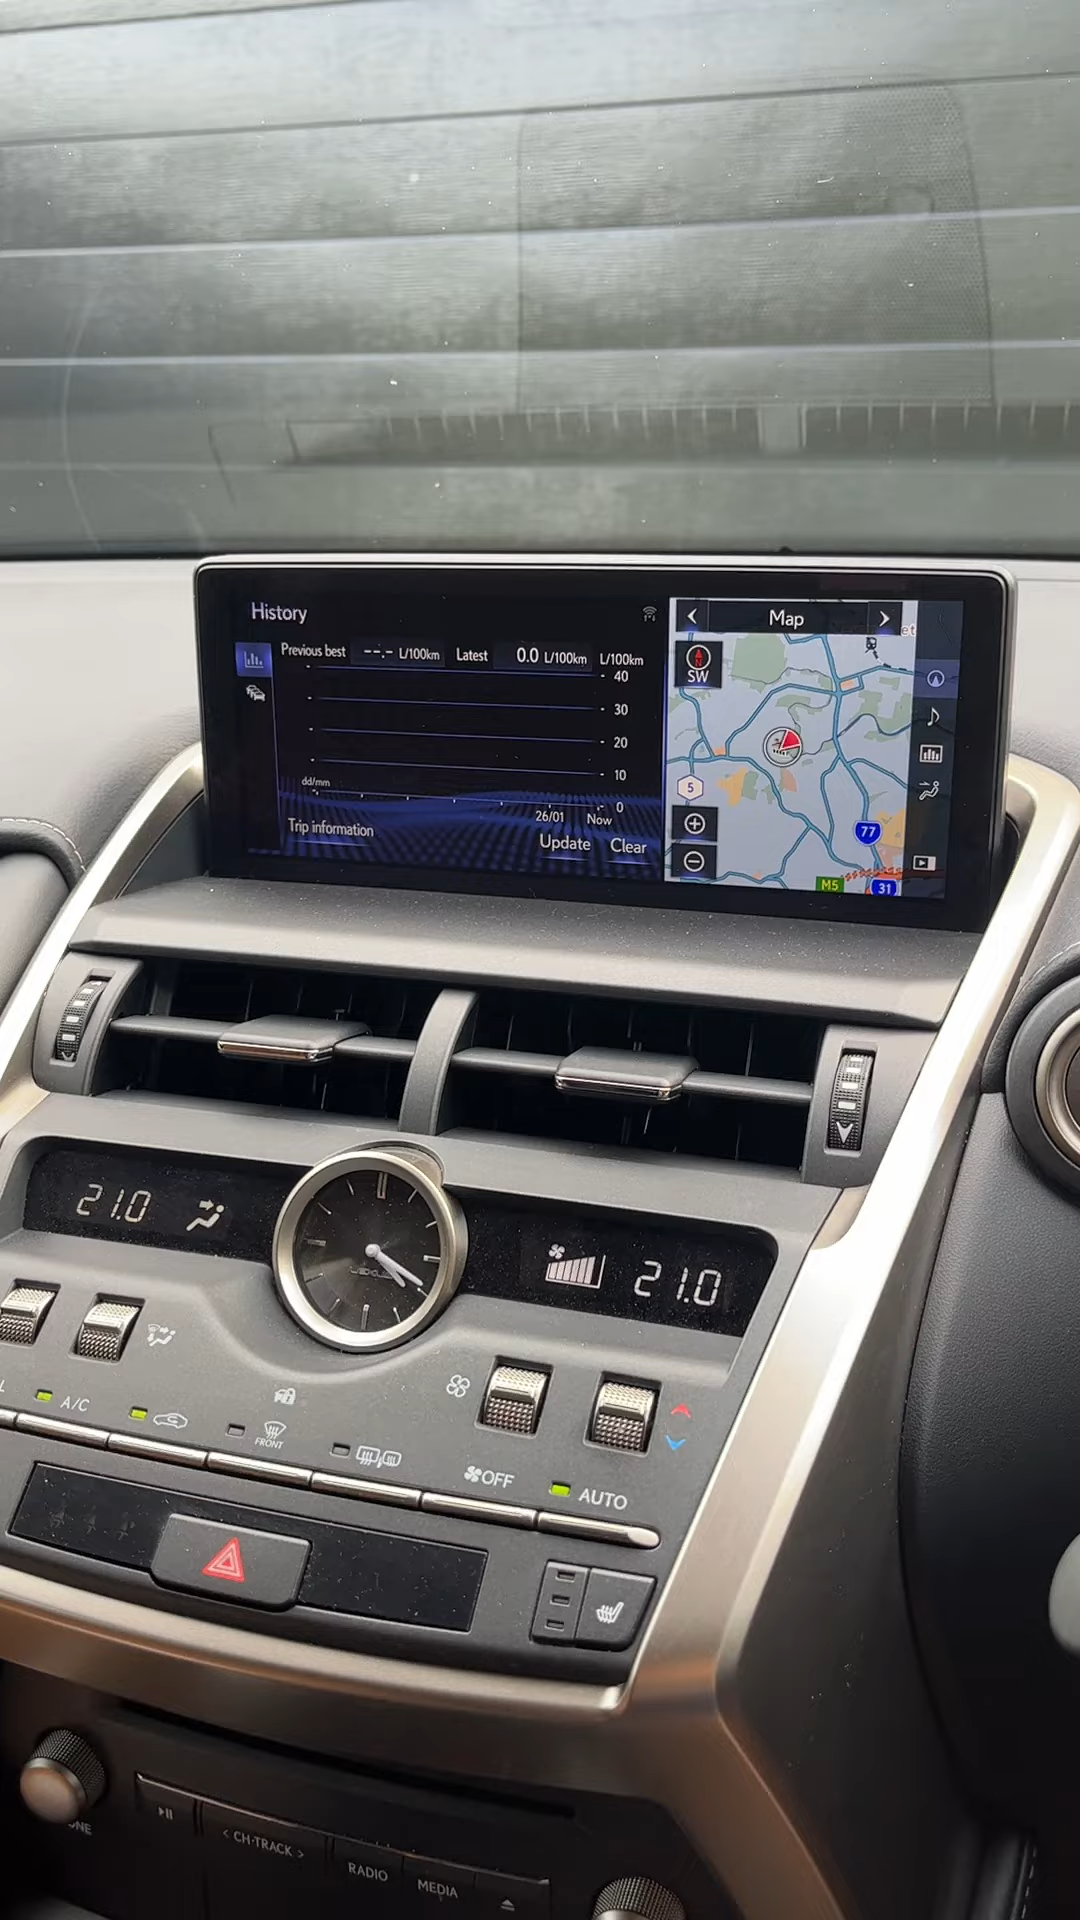 History
Previous best --.- L/100km Latest 0.0 L/100km L/100km
40
30
20
10
0
dd/mm
26/01 Now
Trip information
Update Clear
Map
SW
5
77
M5
31
21.0
LEXUS
21.0
A/C
FRONT
OFF
AUTO
< CH·TRACK >
RADIO
MEDIA